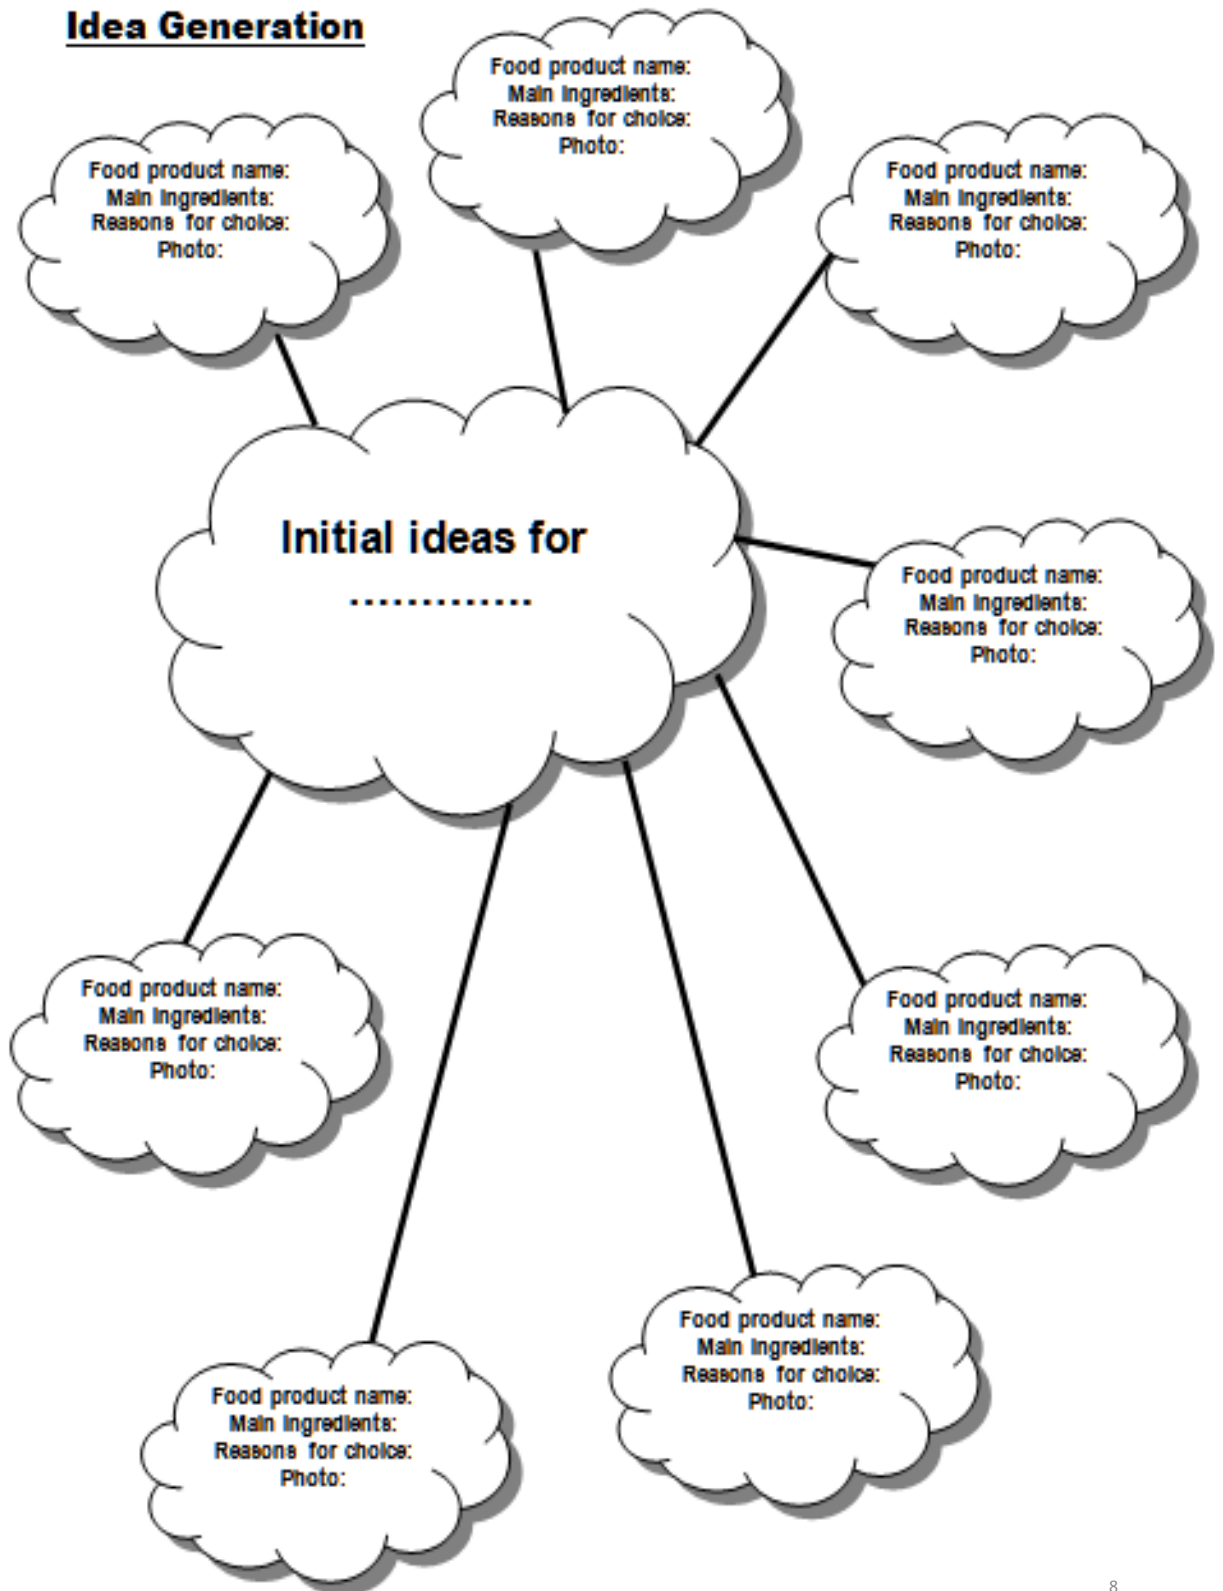 Idea Generation
Food product name:
Main Ingredients:
Reasons for choice:
Photo:
Food product name:
Main Ingredients:
Reasons for choice:
Photo:
Food product name:
Main Ingredients:
Reasons for choice:
Photo:
Initial ideas for
.............
Food product name:
Main Ingredients:
Reasons for choice:
Photo:
Food product name:
Main Ingredients:
Reasons for choice:
Photo:
Food product name:
Main Ingredients:
Reasons for choice:
Photo:
Food product name:
Main Ingredients:
Reasons for choice:
Photo:
Food product name:
Main Ingredients:
Reasons for choice:
Photo:
8